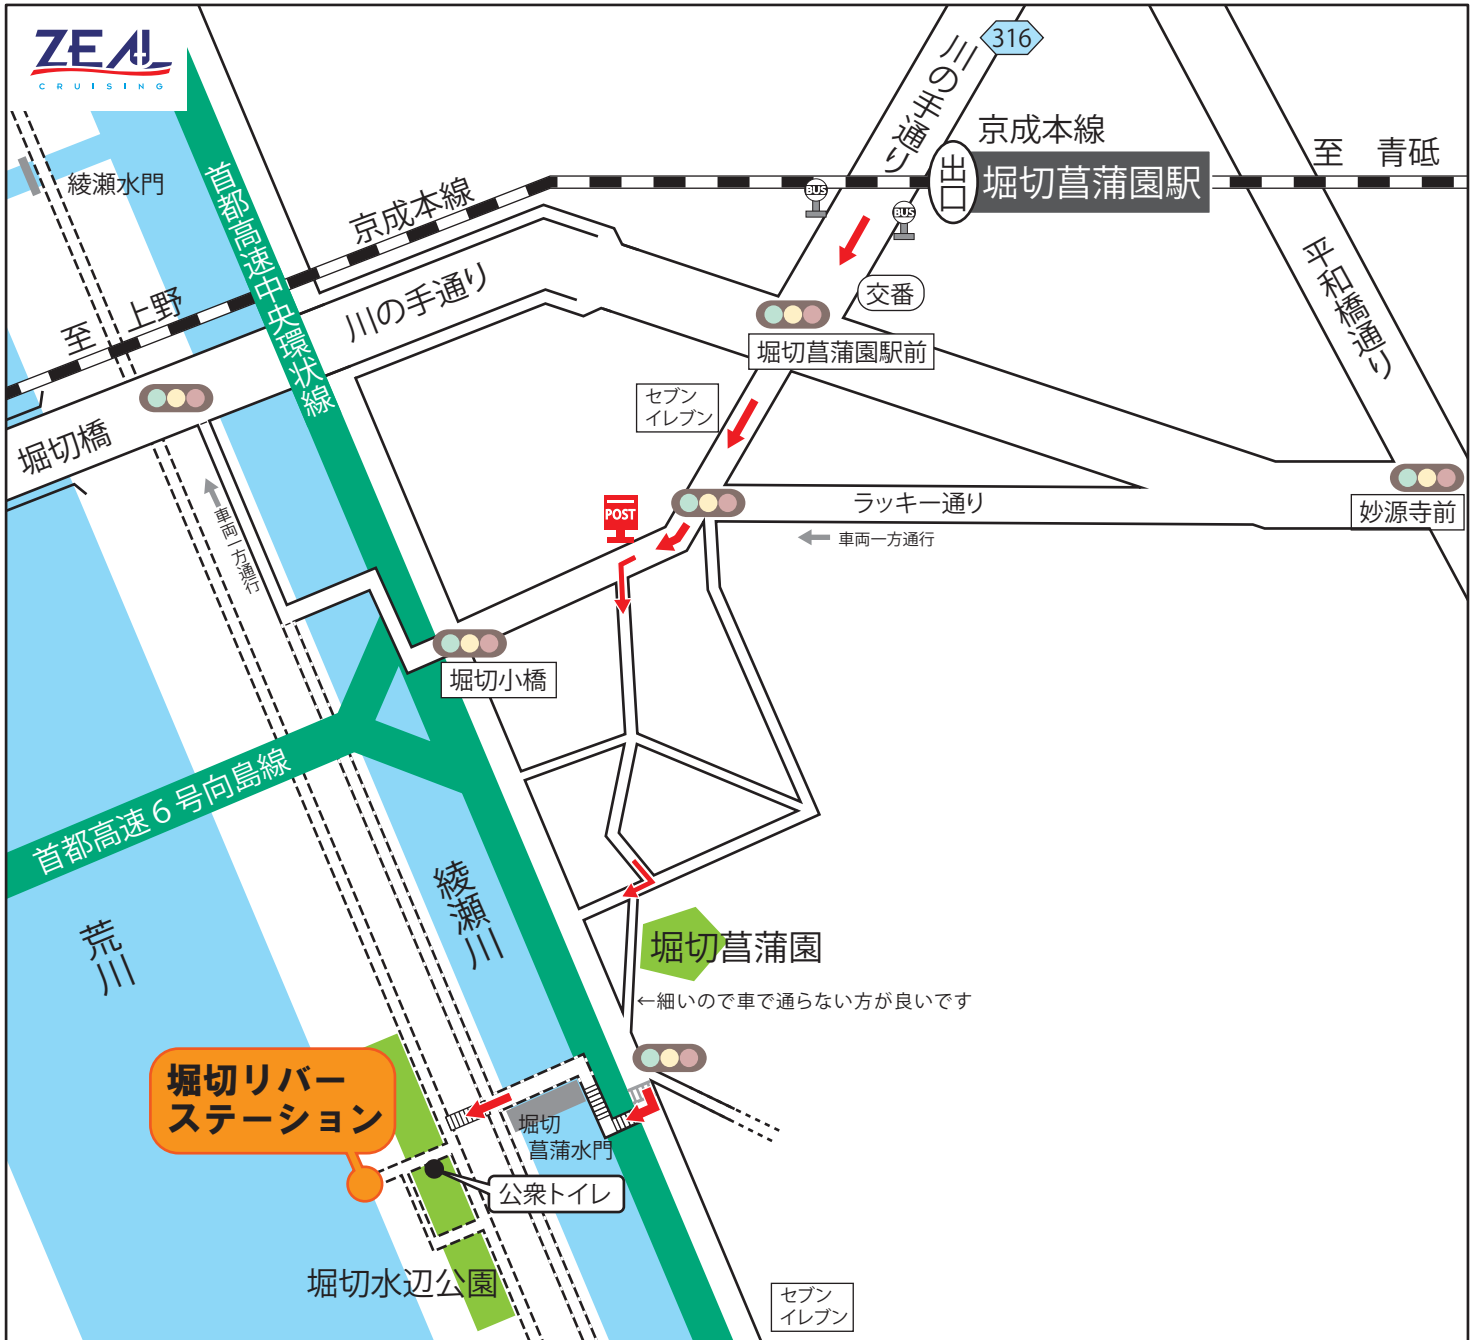 ZEAL
CRUISING
316
川の手通り
京成本線
出口
堀切菖蒲園駅
至 青砥
綾瀬水門
首都高速中央環状線
京成本線
BUS
BUS
至 上野
川の手通り
交番
平和橋通り
堀切菖蒲園駅前
セブン
イレブン
堀切橋
車両一方通行
POST
ラッキー通り
車両一方通行
妙源寺前
堀切小橋
首都高速6号向島線
綾瀬川
荒川
堀切菖蒲園
←細いので車で通らない方が良いです
堀切リバー
ステーション
堀切
菖蒲水門
公衆トイレ
堀切水辺公園
セブン
イレブン